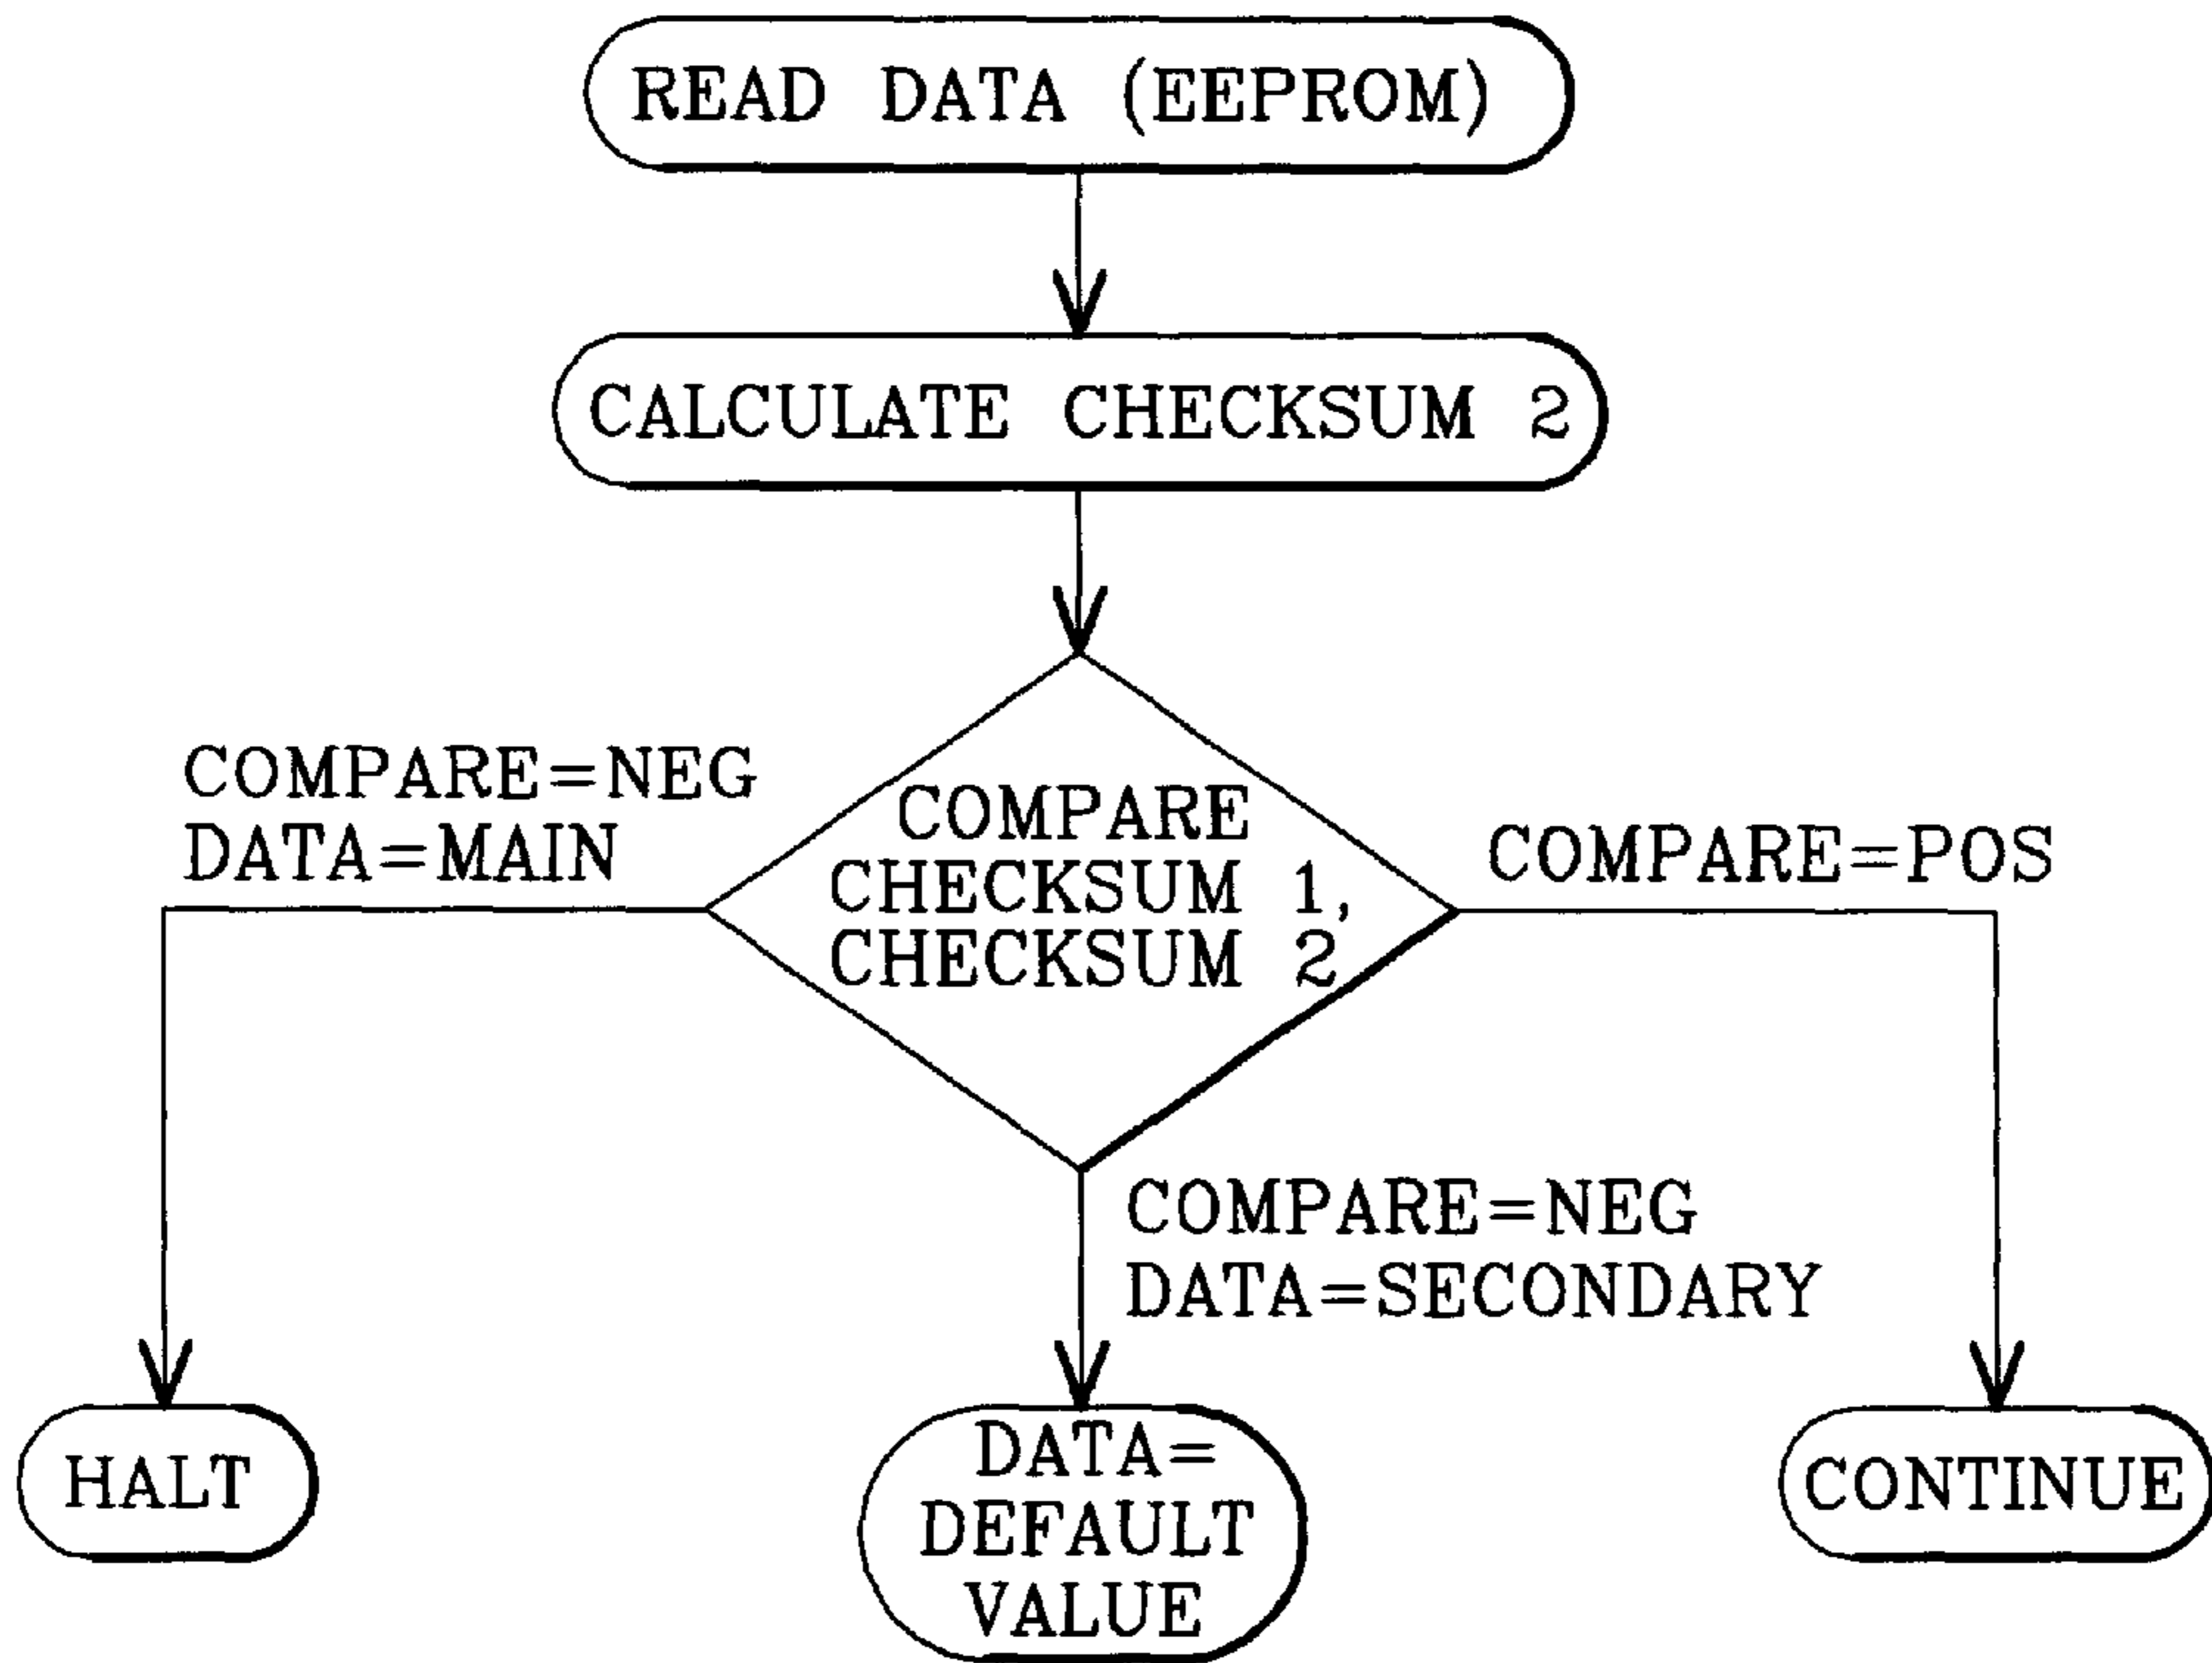 READ DATA (EEPROM)
CALCULATE CHECKSUM 2
COMPARE=NEG
DATA=MAIN
COMPARE
CHECKSUM 1,
CHECKSUM 2
COMPARE=POS
COMPARE=NEG
DATA=SECONDARY
HALT
DATA=
DEFAULT
VALUE
CONTINUE